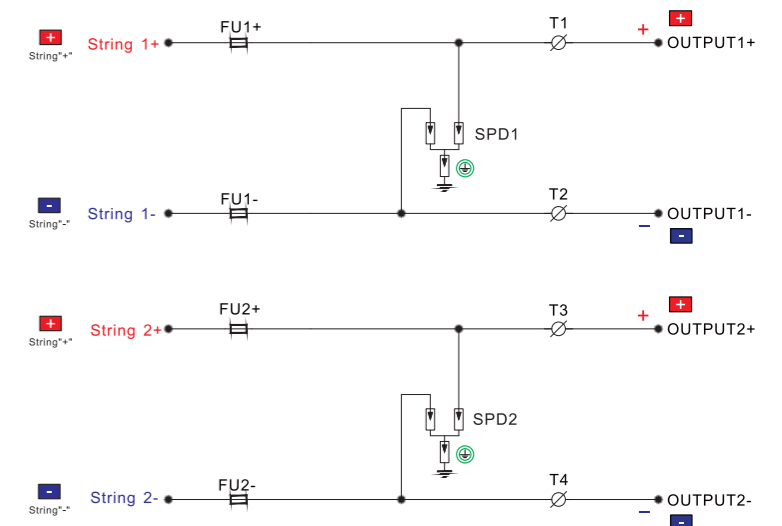 FU1+
T1
+
+
+
String 1+
OUTPUT1+
String"+"
SPD1
FU1-
T2
-
String 1-
OUTPUT1-
String"-"
−
-
FU2+
T3
+
+
+
String 2+
OUTPUT2+
String"+"
SPD2
FU2-
T4
-
String 2-
OUTPUT2-
String"-"
−
-